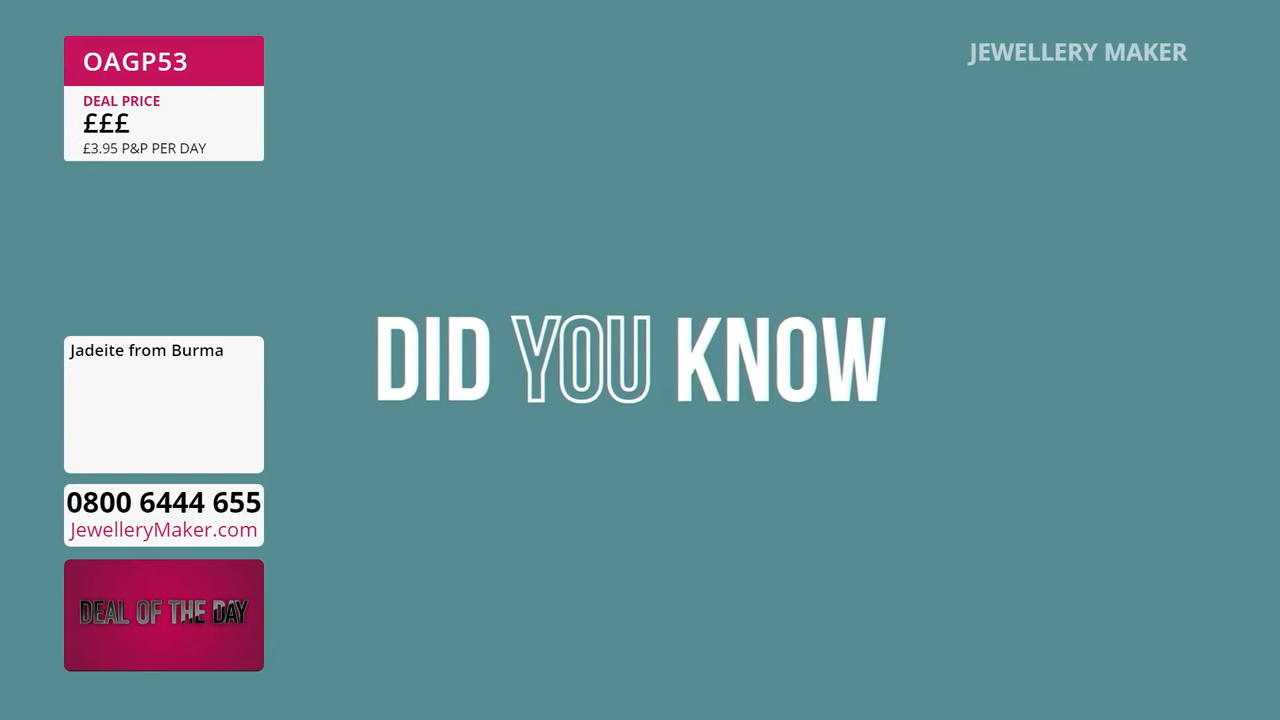 OAGP53
DEAL PRICE
£££
£3.95 P&P PER DAY
JEWELLERY MAKER
DID YOU KNOW
Jadeite from Burma
0800 6444 655
JewelleryMaker.com
DEAL OF THE DAY